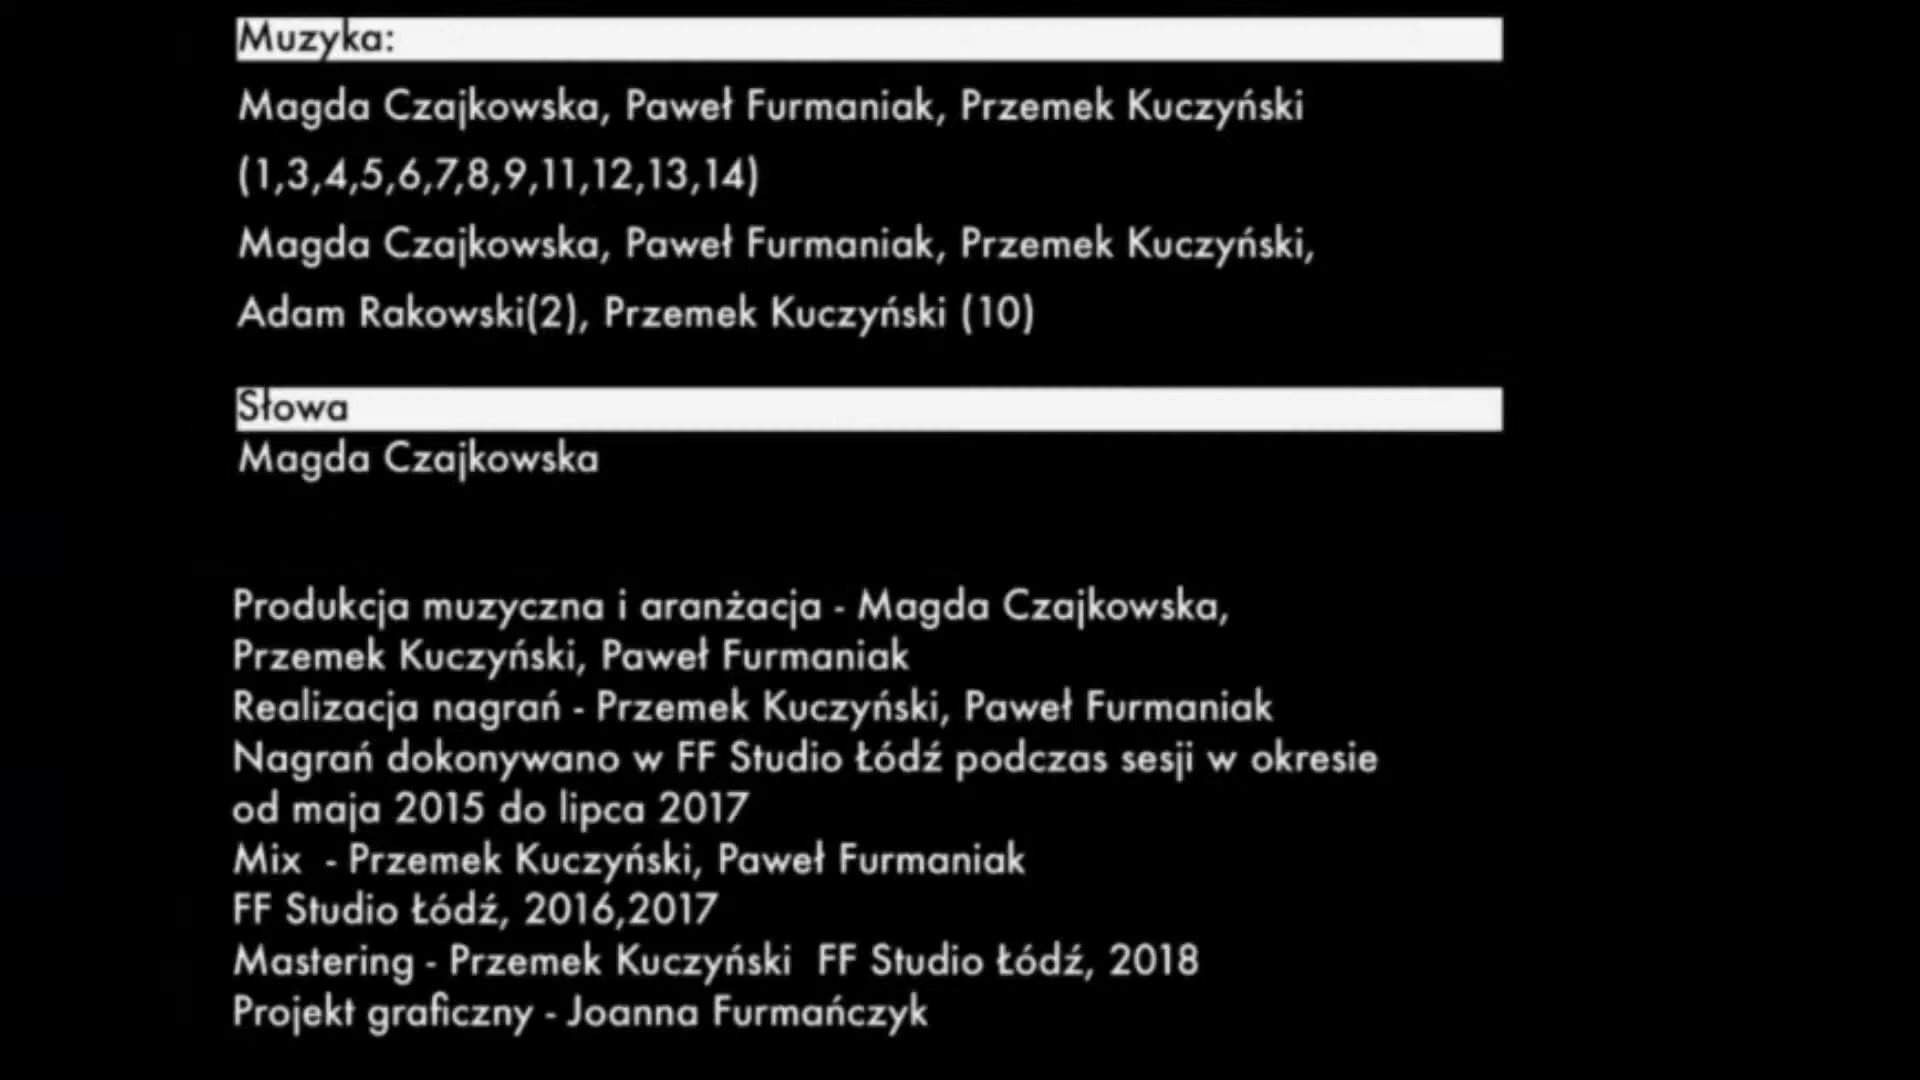 Muzyka:
Magda Czajkowska, Paweł Furmaniak, Przemek Kuczyński
(1,3,4,5,6,7,8,9,11,12,13,14)
Magda Czajkowska, Paweł Furmaniak, Przemek Kuczyński,
Adam Rakowski(2), Przemek Kuczyński (10)
Słowa
Magda Czajkowska
Produkcja muzyczna i aranżacja - Magda Czajkowska,
Przemek Kuczyński, Paweł Furmaniak
Realizacja nagrań - Przemek Kuczyński, Paweł Furmaniak
Nagrań dokonywano w FF Studio Łódź podczas sesji w okresie
od maja 2015 do lipca 2017
Mix  - Przemek Kuczyński, Paweł Furmaniak
FF Studio Łódź, 2016,2017
Mastering - Przemek Kuczyński  FF Studio Łódź, 2018
Projekt graficzny - Joanna Furmańczyk